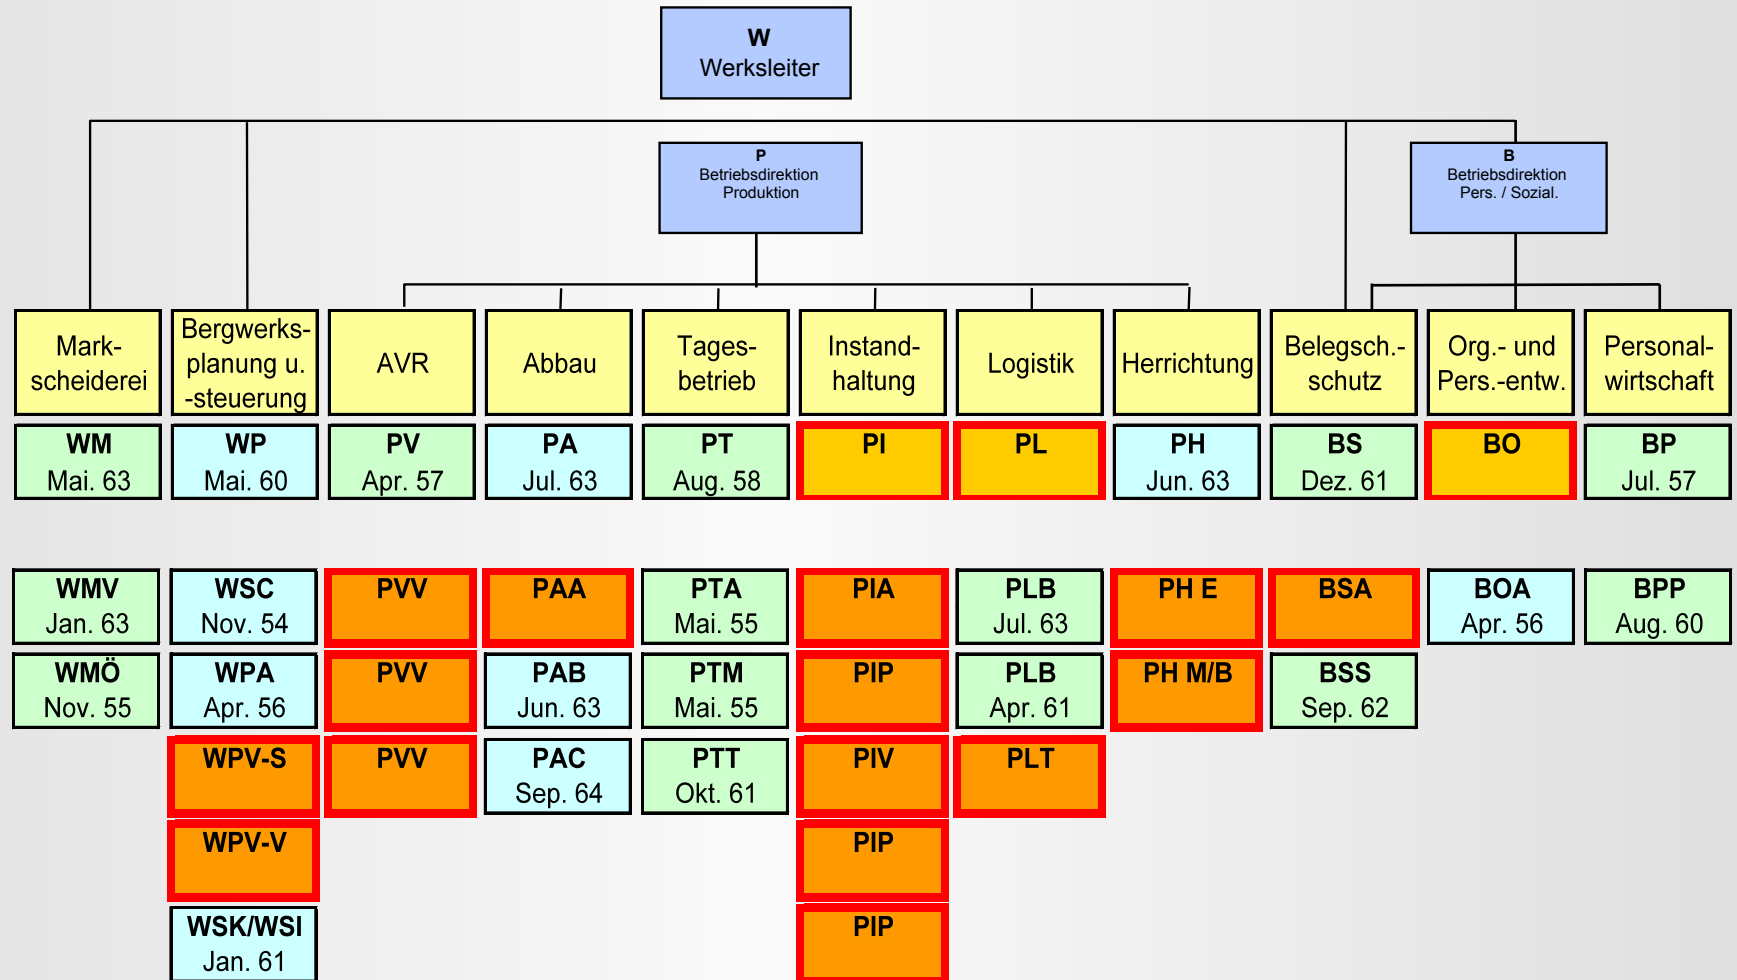 W
Werksleiter
P
Betriebsdirektion
Produktion
B
Betriebsdirektion
Pers. / Sozial.
Mark-
scheiderei
Bergwerks-
planung u.
-steuerung
AVR
Abbau
Tages-
betrieb
Instand-
haltung
Logistik
Herrichtung
Belegsch.-
schutz
Org.- und
Pers.-entw.
Personal-
wirtschaft
WM
Mai. 63
WP
Mai. 60
PV
Apr. 57
PA
Jul. 63
PT
Aug. 58
PI
PL
PH
Jun. 63
BS
Dez. 61
BO
BP
Jul. 57
WMV
Jan. 63
WSC
Nov. 54
PVV
PAA
PTA
Mai. 55
PIA
PLB
Jul. 63
PH E
BSA
BOA
Apr. 56
BPP
Aug. 60
WMÖ
Nov. 55
WPA
Apr. 56
PVV
PAB
Jun. 63
PTM
Mai. 55
PIP
PLB
Apr. 61
PH M/B
BSS
Sep. 62
WPV-S
PVV
PAC
Sep. 64
PTT
Okt. 61
PIV
PLT
WPV-V
PIP
WSK/WSI
Jan. 61
PIP